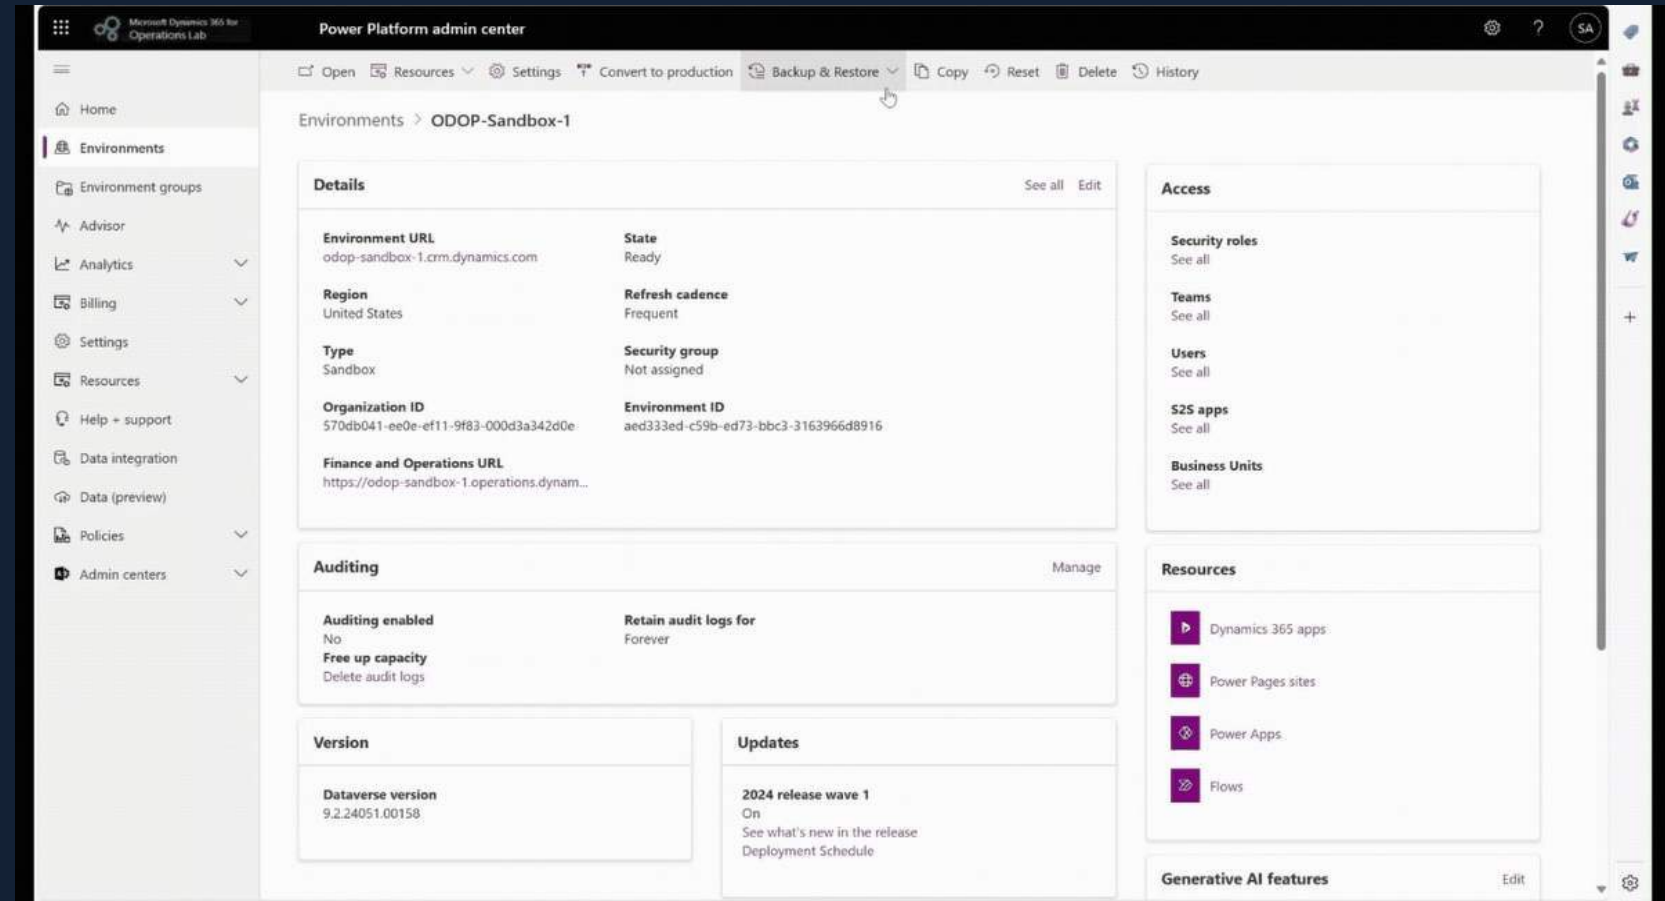 Microsoft Dynamics 365 for
Operations Lab
Power Platform admin center
?
SA
Open
Resources
Settings
Convert to production
Backup & Restore
Copy
Reset
Delete
History
Home
Environments
Environment groups
Advisor
Analytics
Billing
Settings
Resources
Help + support
Data integration
Data (preview)
Policies
Admin centers
Environments > ODOP-Sandbox-1
Details
See all
Edit
Environment URL
odop-sandbox-1.crm.dynamics.com
State
Ready
Region
United States
Refresh cadence
Frequent
Type
Sandbox
Security group
Not assigned
Organization ID
570db041-ee0e-ef11-9f83-000d3a342d0e
Environment ID
aed333ed-c59b-ed73-bbc3-3163966d8916
Finance and Operations URL
https://odop-sandbox-1.operations.dynam...
Auditing
Manage
Auditing enabled
No
Retain audit logs for
Forever
Free up capacity
Delete audit logs
Version
Dataverse version
9.2.24051.00158
Updates
2024 release wave 1
On
See what's new in the release
Deployment Schedule
Access
Security roles
See all
Teams
See all
Users
See all
S2S apps
See all
Business Units
See all
Resources
Dynamics 365 apps
Power Pages sites
Power Apps
Flows
Generative AI features
Edit